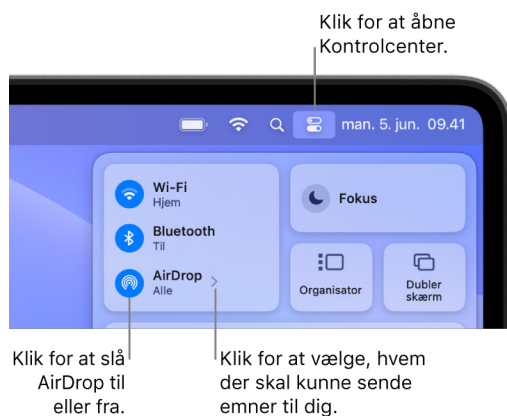 Klik for at åbne
Kontrolcenter.
man. 5. jun. 09.41
Wi-Fi
Hjem
Fokus
Bluetooth
Til
AirDrop
Alle
Organisator
Dubler
skærm
Klik for at slå
AirDrop til
eller fra.
Klik for at vælge, hvem
der skal kunne sende
emner til dig.